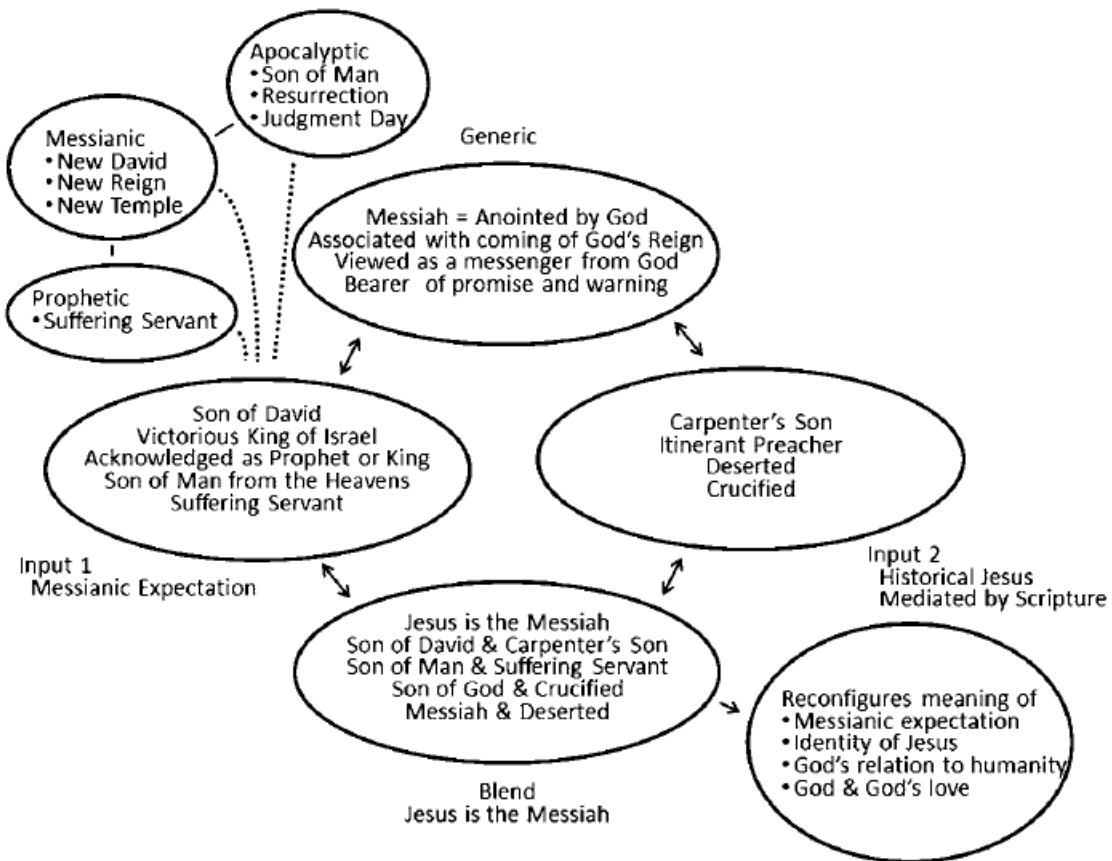 Apocalyptic
•Son of Man
•Resurrection
•Judgment Day
Messianic
•New David
•New Reign
•New Temple
Prophetic
•Suffering Servant
Generic
Messiah = Anointed by God
Associated with coming of God's Reign
Viewed as a messenger from God
Bearer of promise and warning
Son of David
Victorious King of Israel
Acknowledged as Prophet or King
Son of Man from the Heavens
Suffering Servant
Carpenter's Son
Itinerant Preacher
Deserted
Crucified
Input 1
Messianic Expectation
Input 2
Historical Jesus
Mediated by Scripture
Jesus is the Messiah
Son of David & Carpenter's Son
Son of Man & Suffering Servant
Son of God & Crucified
Messiah & Deserted
Blend
Jesus is the Messiah
Reconfigures meaning of
•Messianic expectation
•Identity of Jesus
•God's relation to humanity
•God & God's love